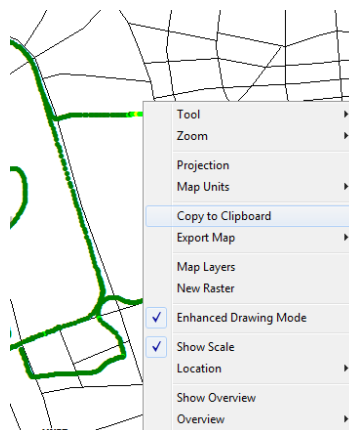 Tool
Zoom
Projection
Map Units
Copy to Clipboard
Export Map
Map Layers
New Raster
Enhanced Drawing Mode
Show Scale
Location
Show Overview
Overview